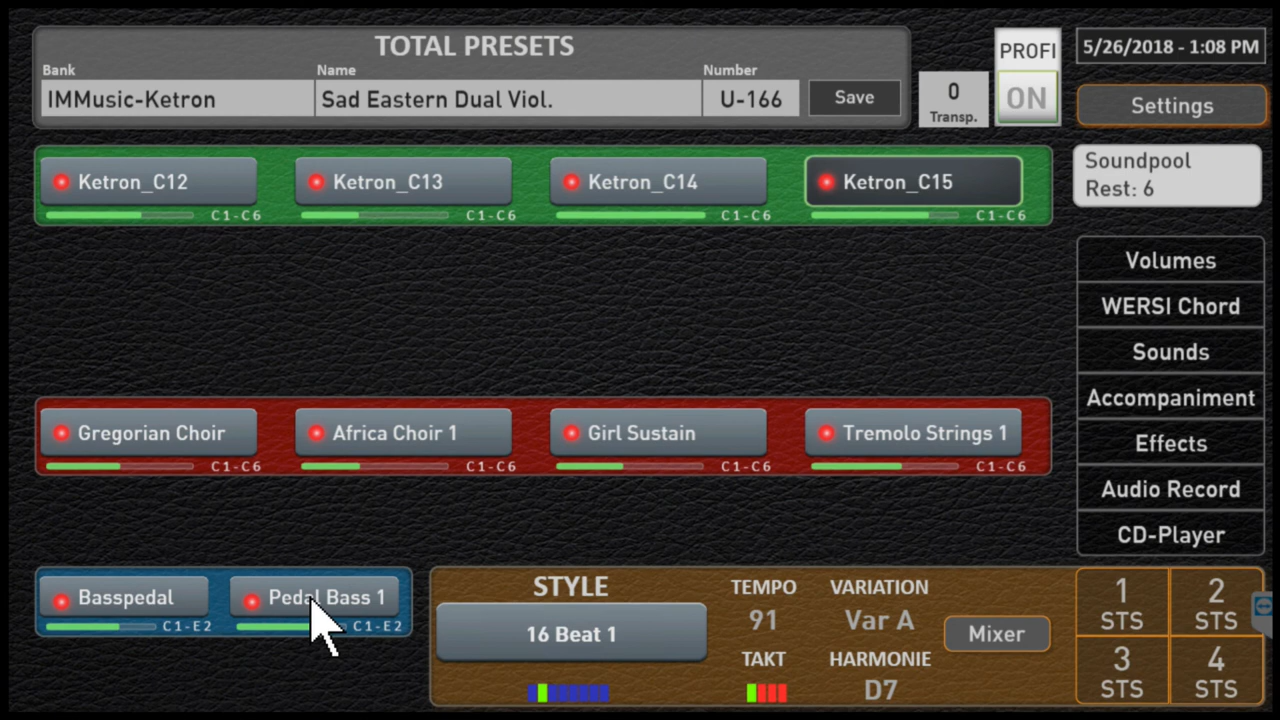 TOTAL PRESETS
Bank Name Number
IMMusic-Ketron Sad Eastern Dual Viol. U-166 Save
0
Transp.
PROFI
ON
5/26/2018 - 1:08 PM
Settings
Ketron_C12 Ketron_C13 Ketron_C14 Ketron_C15
C1-C6 C1-C6 C1-C6 C1-C6
Soundpool
Rest: 6
Volumes
WERSI Chord
Sounds
Accompaniment
Effects
Audio Record
CD-Player
Gregorian Choir Africa Choir 1 Girl Sustain Tremolo Strings 1
C1-C6 C1-C6 C1-C6 C1-C6
Basspedal Pedal Bass 1
C1-E2 C1-E2
STYLE
16 Beat 1
TEMPO
91
TAKT
VARIATION
Var A
HARMONIE
D7
Mixer
1
STS
2
STS
3
STS
4
STS